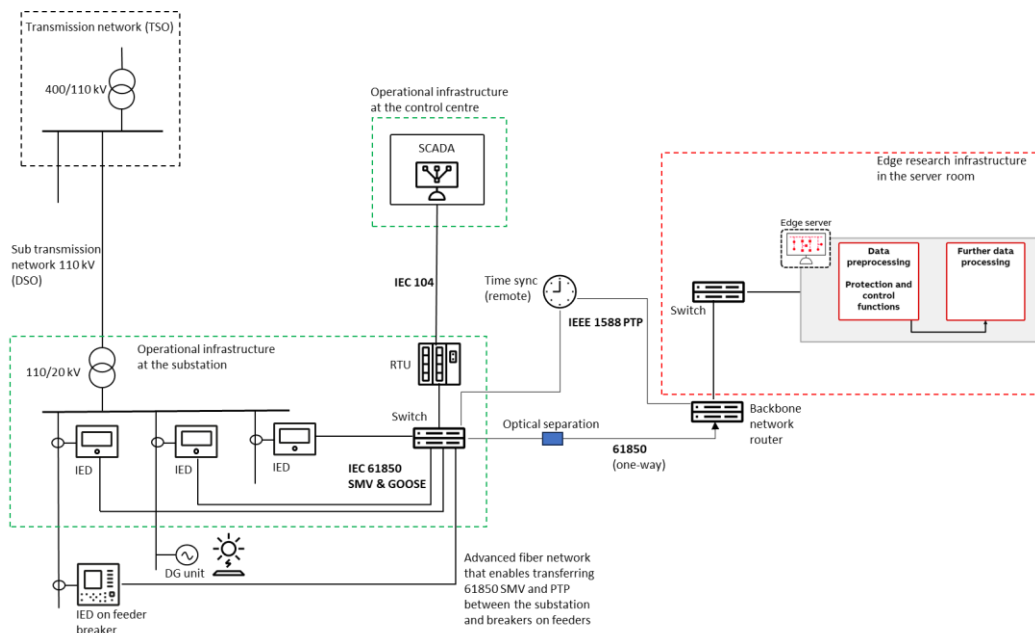 Transmission network (TSO)
400/110 kV
Operational infrastructure
at the control centre
SCADA
Edge research infrastructure
in the server room
Edge server
Data
preprocessing
Protection and
control
functions
Further data
processing
Sub transmission
network 110 kV
(DSO)
IEC 104
Time sync
(remote)
IEEE 1588 PTP
Switch
Operational infrastructure
at the substation
110/20 kV
RTU
Switch
Optical separation
Backbone
network
router
61850
(one-way)
IED
IED
IED
IEC 61850
SMV & GOOSE
DG unit
Advanced fiber network
that enables transferring
61850 SMV and PTP
between the substation
and breakers on feeders
IED on feeder
breaker